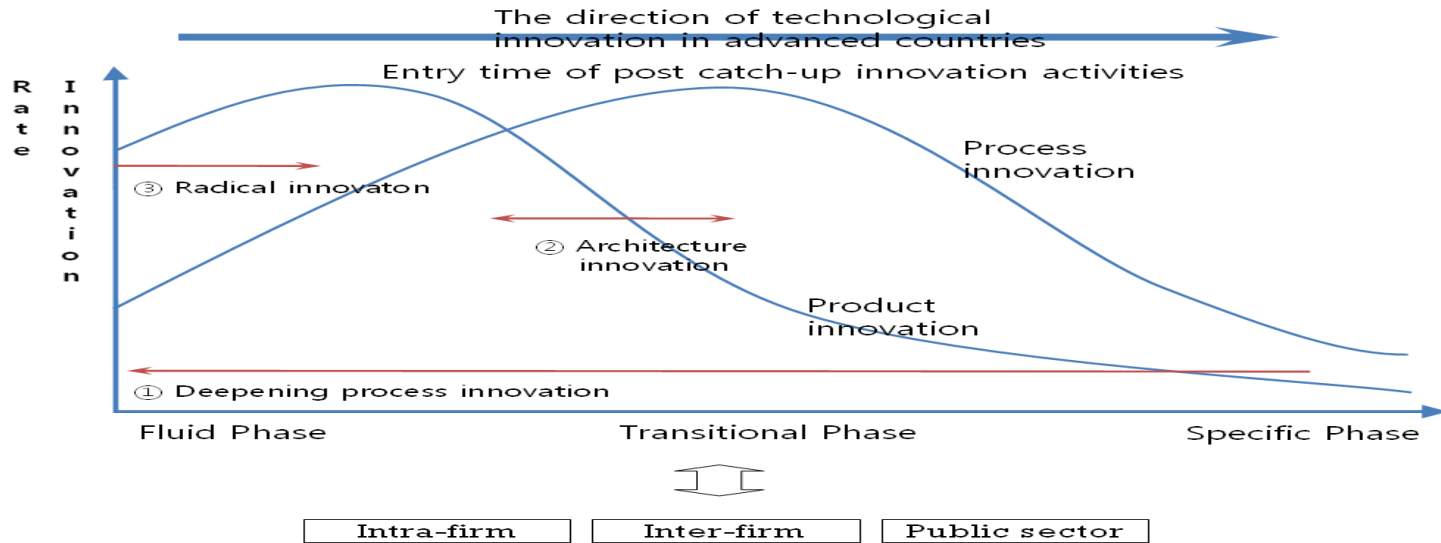 The direction of technological
innovation in advanced countries
Entry time of post catch-up innovation activities
Rate
Innovation
Process
innovation
③ Radical innovaton
② Architecture
innovation
Product
innovation
① Deepening process innovation
Fluid Phase
Transitional Phase
Specific Phase
Intra-firm
Inter-firm
Public sector